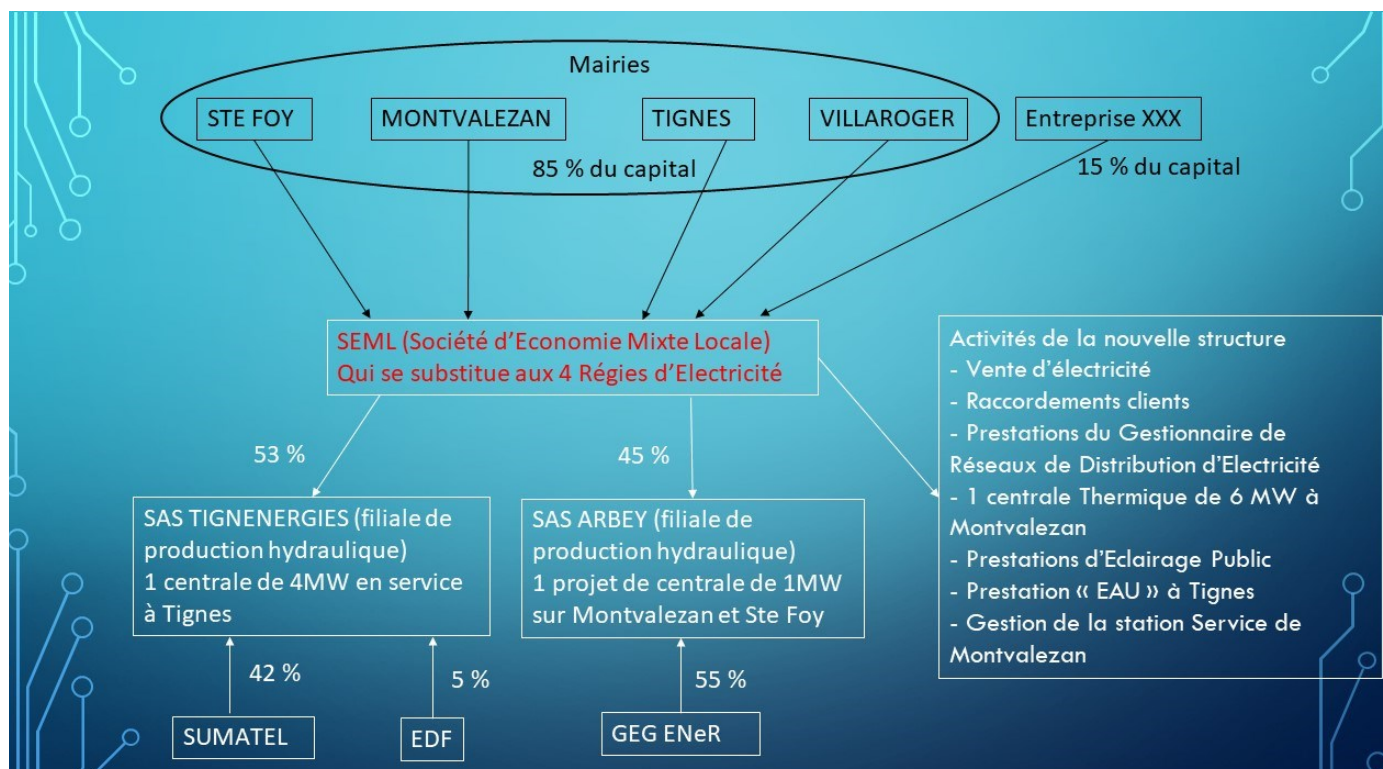 Mairies
STE FOY
MONTVALEZAN
TIGNES
VILLAROGER
Entreprise XXX
85 % du capital
15 % du capital
SEML (Société d’Economie Mixte Locale)
Qui se substitue aux 4 Régies d’Electricité
53 %
45 %
SAS TIGNENERGIES (filiale de
production hydraulique)
1 centrale de 4MW en service
à Tignes
SAS ARBEY (filiale de
production hydraulique)
1 projet de centrale de 1MW
sur Montvalezan et Ste Foy
Activités de la nouvelle structure
- Vente d’électricité
- Raccordements clients
- Prestations du Gestionnaire de
Réseaux de Distribution d’Electricité
- 1 centrale Thermique de 6 MW à
Montvalezan
- Prestations d’Eclairage Public
- Prestation « EAU » à Tignes
- Gestion de la station Service de
Montvalezan
42 %
5 %
55 %
SUMATEL
EDF
GEG ENeR